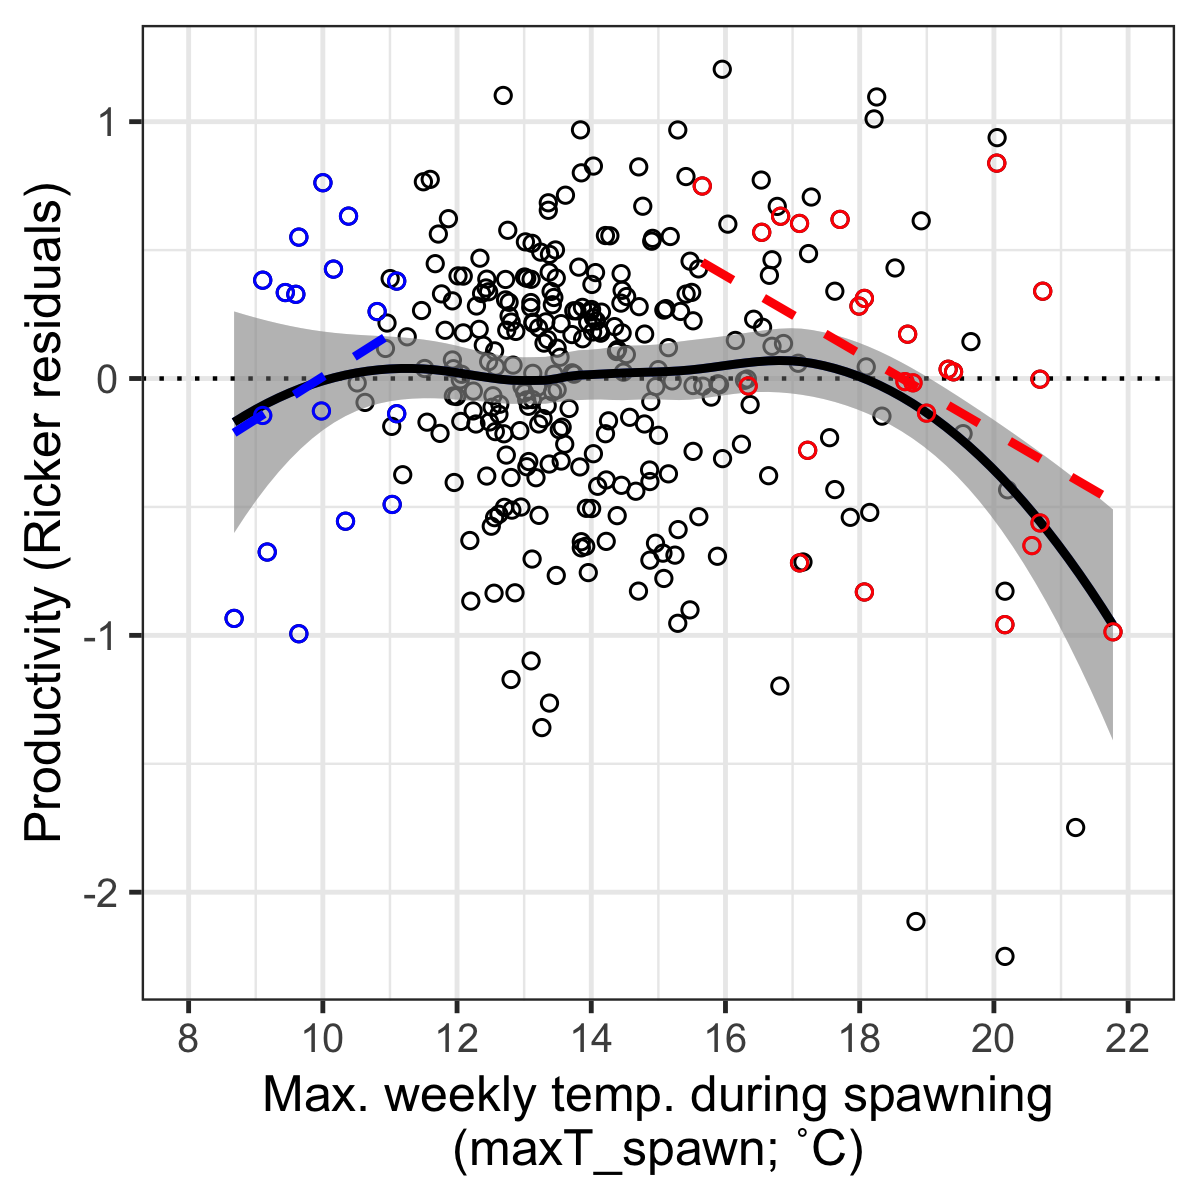 Productivity (Ricker residuals)
1
0
-1
-2
8 10 12 14 16 18 20 22
Max. weekly temp. during spawning
(maxT_spawn; ˚C)